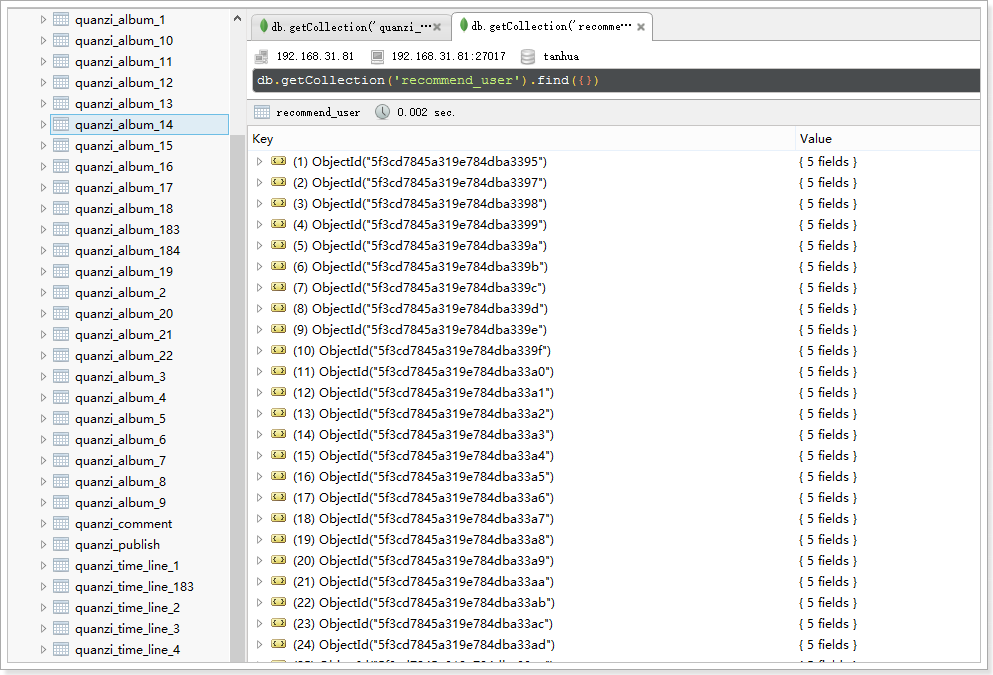 quanzi_album_1
quanzi_album_10
quanzi_album_11
quanzi_album_12
quanzi_album_13
quanzi_album_14
quanzi_album_15
quanzi_album_16
quanzi_album_17
quanzi_album_18
quanzi_album_183
quanzi_album_184
quanzi_album_19
quanzi_album_2
quanzi_album_20
quanzi_album_21
quanzi_album_22
quanzi_album_3
quanzi_album_4
quanzi_album_5
quanzi_album_6
quanzi_album_7
quanzi_album_8
quanzi_album_9
quanzi_comment
quanzi_publish
quanzi_time_line_1
quanzi_time_line_183
quanzi_time_line_2
quanzi_time_line_3
quanzi_time_line_4
db.getCollection('quanzi_··· db.getCollection('recomme···
192.168.31.81 192.168.31.81:27017 tanhua
db.getCollection('recommend_user').find({})
recommend_user 0.002 sec.
Key Value
(1) ObjectId("5f3cd7845a319e784dba3395") { 5 fields }
(2) ObjectId("5f3cd7845a319e784dba3397") { 5 fields }
(3) ObjectId("5f3cd7845a319e784dba3398") { 5 fields }
(4) ObjectId("5f3cd7845a319e784dba3399") { 5 fields }
(5) ObjectId("5f3cd7845a319e784dba339a") { 5 fields }
(6) ObjectId("5f3cd7845a319e784dba339b") { 5 fields }
(7) ObjectId("5f3cd7845a319e784dba339c") { 5 fields }
(8) ObjectId("5f3cd7845a319e784dba339d") { 5 fields }
(9) ObjectId("5f3cd7845a319e784dba339e") { 5 fields }
(10) ObjectId("5f3cd7845a319e784dba339f") { 5 fields }
(11) ObjectId("5f3cd7845a319e784dba33a0") { 5 fields }
(12) ObjectId("5f3cd7845a319e784dba33a1") { 5 fields }
(13) ObjectId("5f3cd7845a319e784dba33a2") { 5 fields }
(14) ObjectId("5f3cd7845a319e784dba33a3") { 5 fields }
(15) ObjectId("5f3cd7845a319e784dba33a4") { 5 fields }
(16) ObjectId("5f3cd7845a319e784dba33a5") { 5 fields }
(17) ObjectId("5f3cd7845a319e784dba33a6") { 5 fields }
(18) ObjectId("5f3cd7845a319e784dba33a7") { 5 fields }
(19) ObjectId("5f3cd7845a319e784dba33a8") { 5 fields }
(20) ObjectId("5f3cd7845a319e784dba33a9") { 5 fields }
(21) ObjectId("5f3cd7845a319e784dba33aa") { 5 fields }
(22) ObjectId("5f3cd7845a319e784dba33ab") { 5 fields }
(23) ObjectId("5f3cd7845a319e784dba33ac") { 5 fields }
(24) ObjectId("5f3cd7845a319e784dba33ad") { 5 fields }